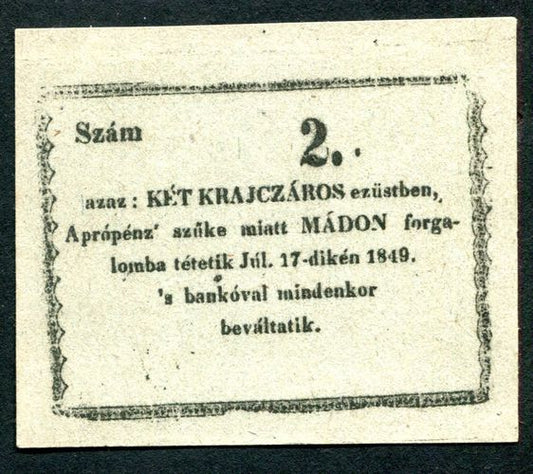 Szám 2.
azaz: KÉT KRAJCZÁROS ezüstben,
Aprópénz' szűke miatt MÁDON forga-
lomba tétetik Júl. 17-dikén 1849.
's bankóval mindenkor
beváltatik.